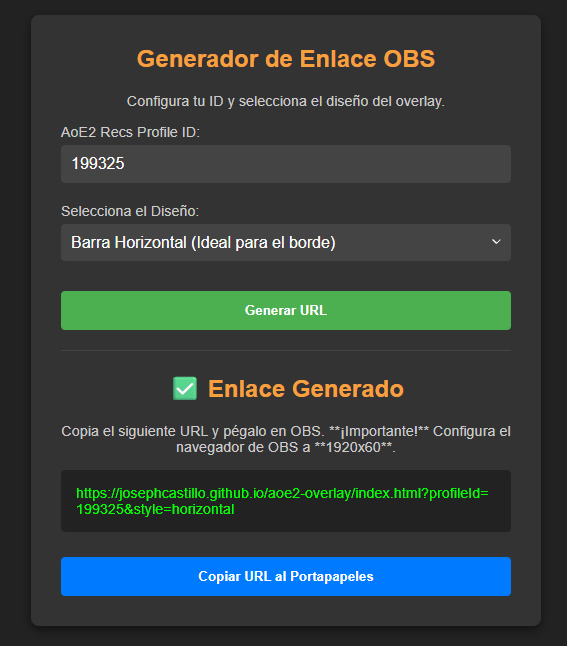 Generador de Enlace OBS
Configura tu ID y selecciona el diseño del overlay.
AoE2 Recs Profile ID:
199325
Selecciona el Diseño:
Barra Horizontal (Ideal para el borde)
Generar URL
✅ Enlace Generado
Copia el siguiente URL y pégalo en OBS. **¡Importante!** Configura el
navegador de OBS a **1920x60**.
https://josephcastillo.github.io/aoe2-overlay/index.html?profileId=
199325&style=horizontal
Copiar URL al Portapapeles